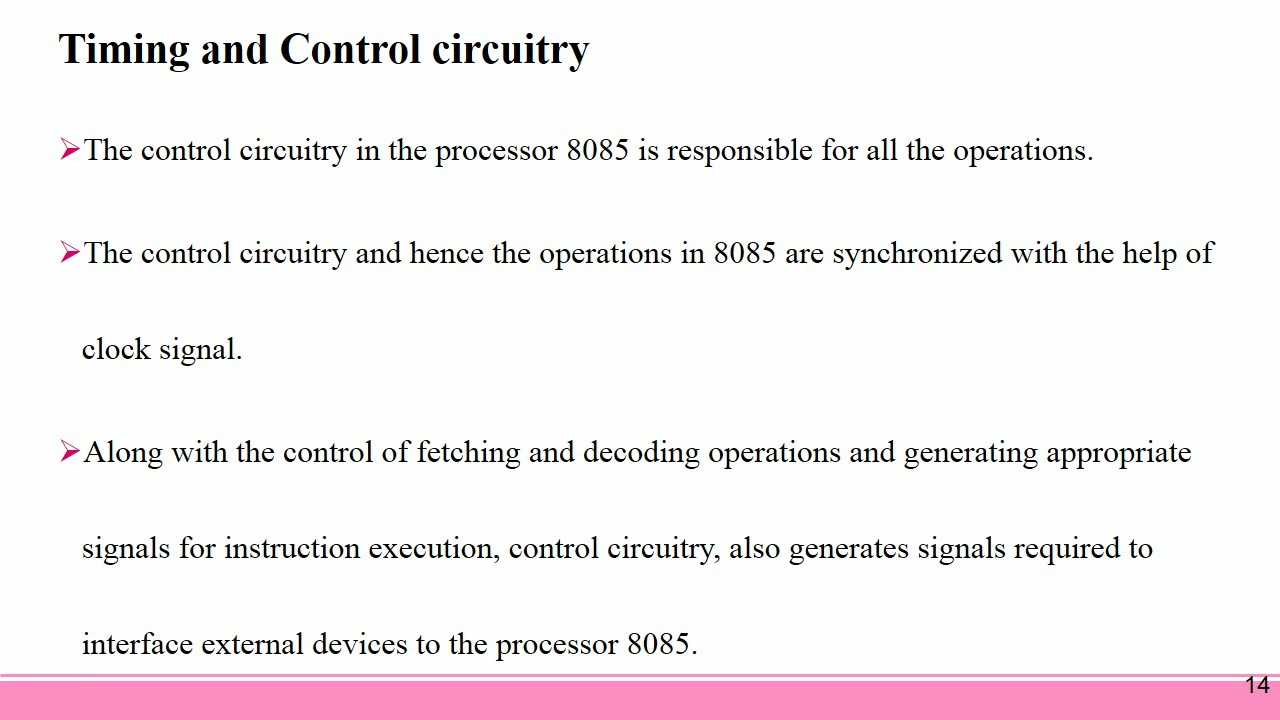 Timing and Control circuitry
➢The control circuitry in the processor 8085 is responsible for all the operations.
➢The control circuitry and hence the operations in 8085 are synchronized with the help of
clock signal.
➢Along with the control of fetching and decoding operations and generating appropriate
signals for instruction execution, control circuitry, also generates signals required to
interface external devices to the processor 8085.
14